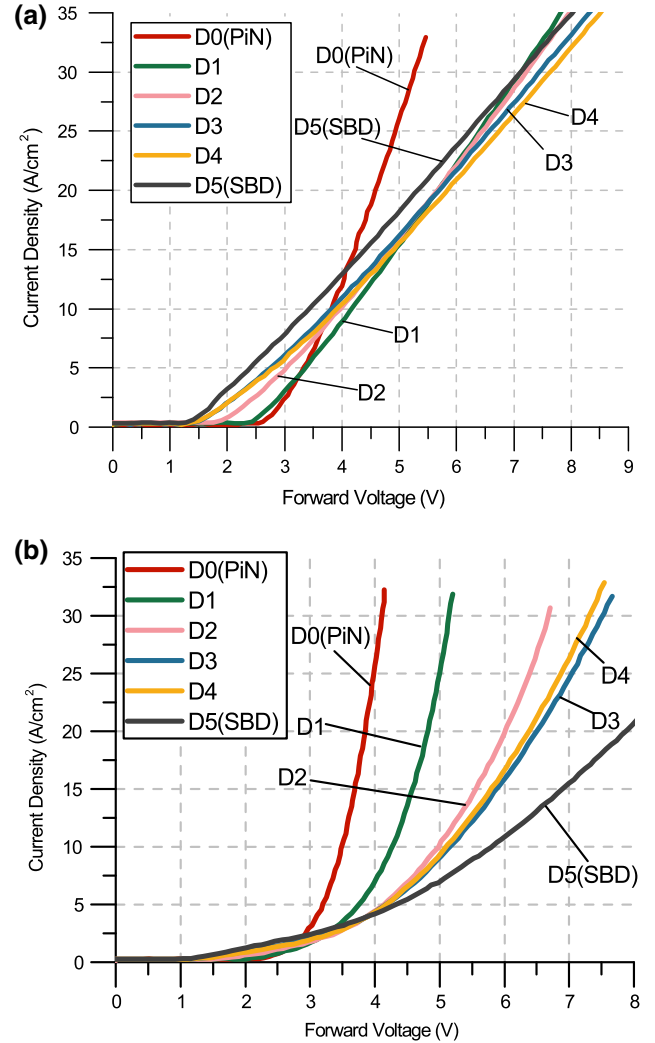 (a)
35
30
25
20
15
10
5
0
Current Density (A/cm²)
D0(PiN)
D1
D2
D3
D4
D5(SBD)
D0(PiN)
D5(SBD)
D4
D3
D1
D2
0 1 2 3 4 5 6 7 8 9
Forward Voltage (V)
(b)
35
30
25
20
15
10
5
0
Current Density (A/cm²)
D0(PiN)
D1
D2
D3
D4
D5(SBD)
D0(PiN)
D1
D2
D4
D3
D5(SBD)
0 1 2 3 4 5 6 7 8
Forward Voltage (V)